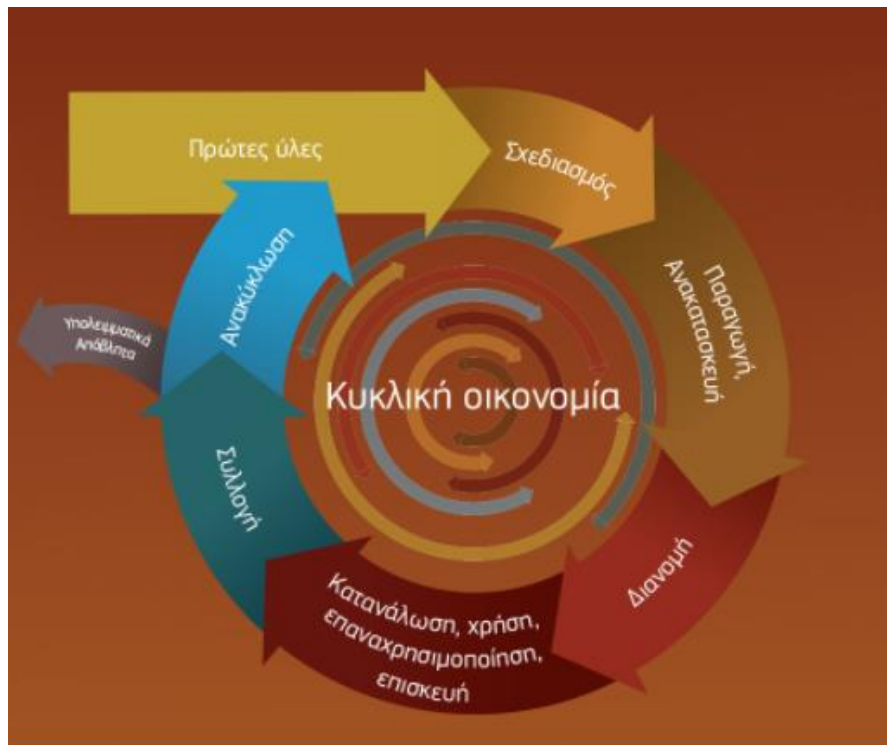 Πρώτες ύλες
Σχεδιασμός
Παραγωγή,
Ανακατασκευή
Διανομή
Κατανάλωση, χρήση,
επαναχρησιμοποίηση,
επισκευή
Συλλογή
Ανακύκλωση
Υπολειμματικά
Απόβλητα
Κυκλική οικονομία